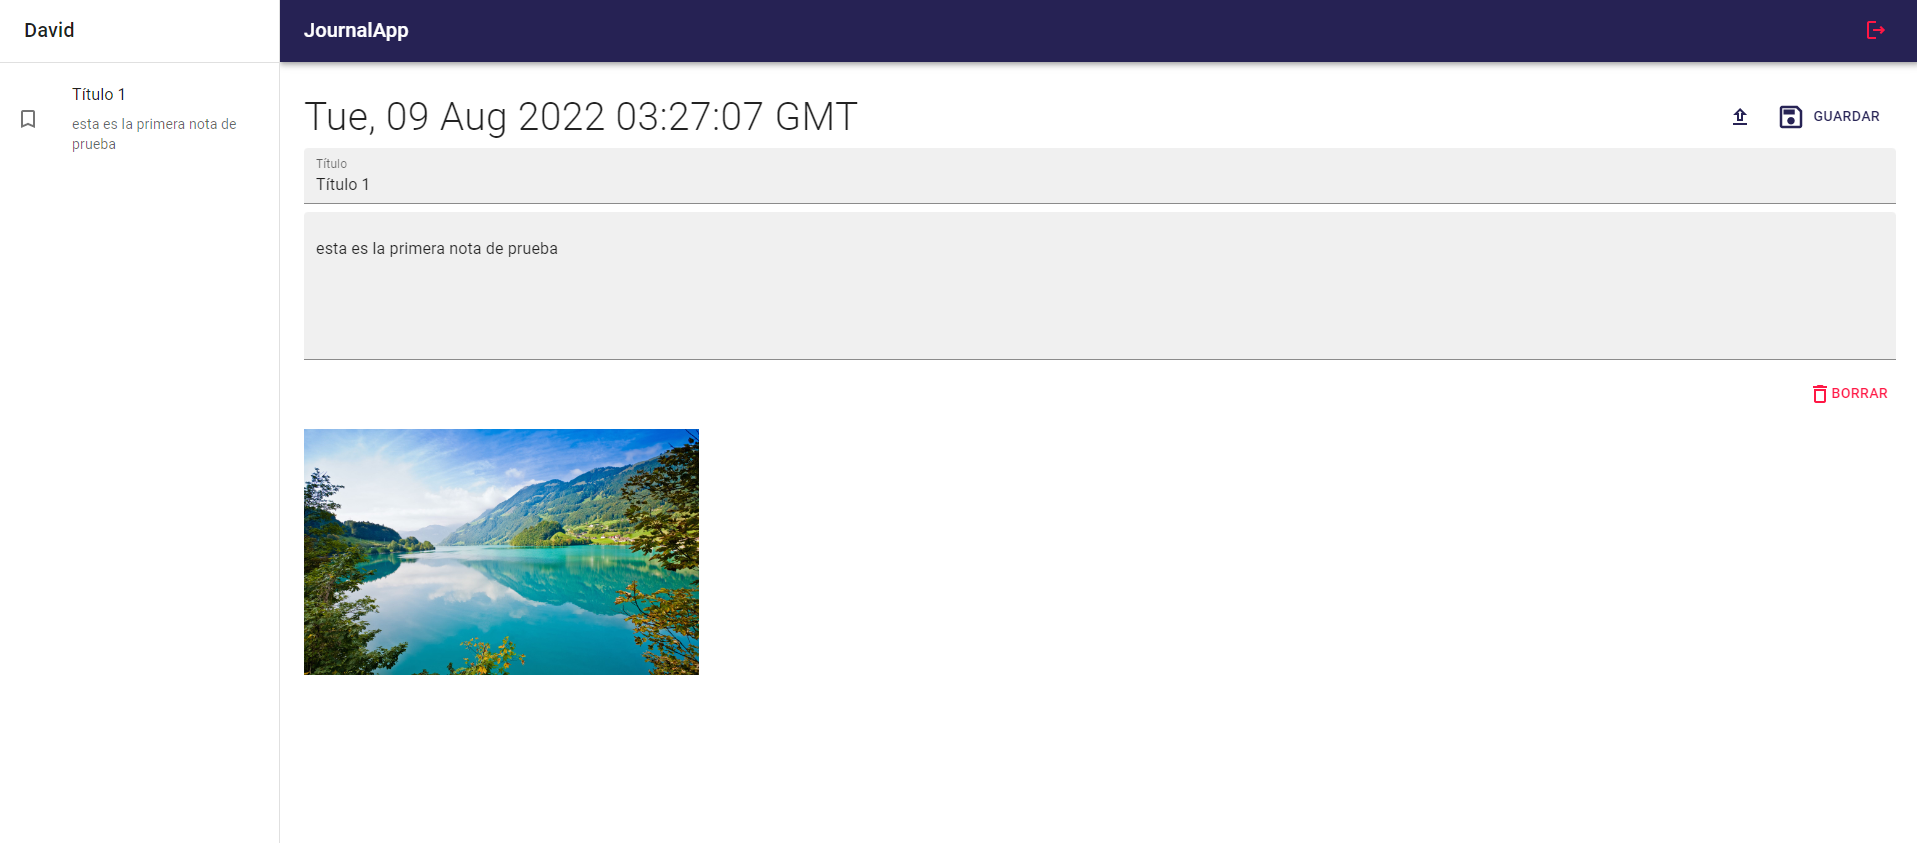 David
JournalApp
Título 1
esta es la primera nota de
prueba
Tue, 09 Aug 2022 03:27:07 GMT
GUARDAR
Título
Título 1
esta es la primera nota de prueba
BORRAR